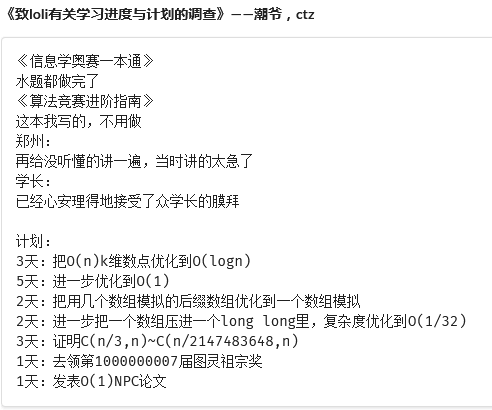 《致loli有关学习进度与计划的调查》——潮爷，ctz
《信息学奥赛一本通》
水题都做完了
《算法竞赛进阶指南》
这本我写的，不用做
郑州：
再给没听懂的讲一遍，当时讲的太急了
学长：
已经心安理得地接受了众学长的膜拜
计划：
3天：把O(n)k维数点优化到O(logn)
5天：进一步优化到O(1)
2天：把用几个数组模拟的后缀数组优化到一个数组模拟
2天：进一步把一个数组压进一个long long里，复杂度优化到O(1/32)
3天：证明C(n/3,n)~C(n/2147483648,n)
1天：去领第1000000007届图灵祖宗奖
1天：发表O(1)NPC论文